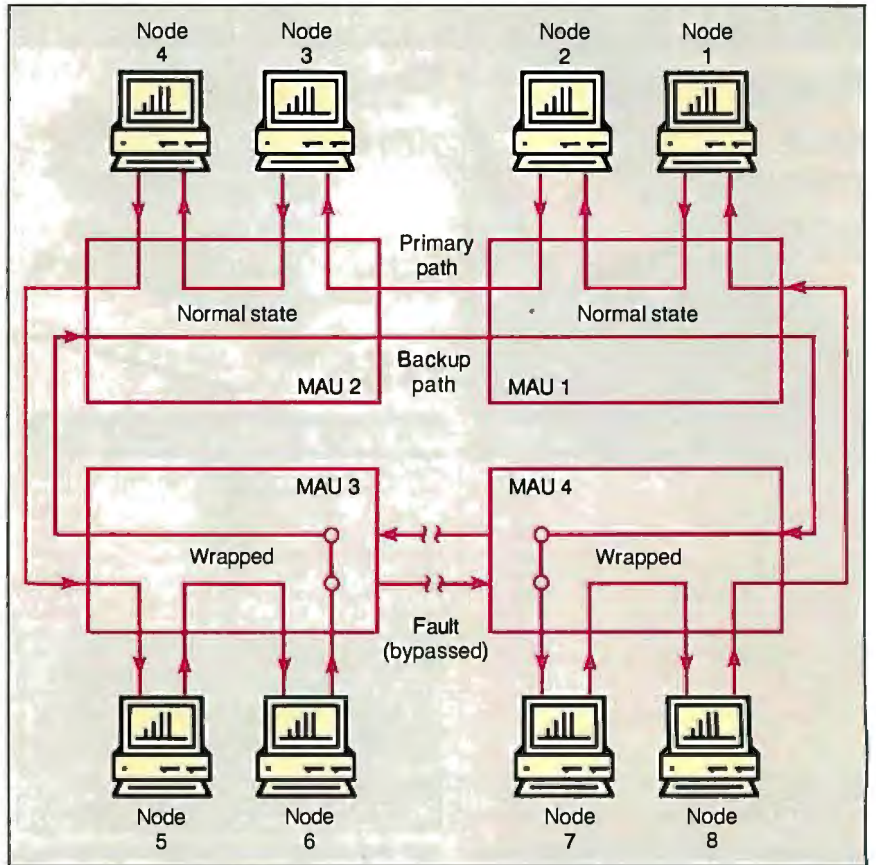 Node
4
Node
3
Node
2
Node
1
Primary
path
Normal state
Normal state
Backup
path
MAU 2
MAU 1
MAU 3
MAU 4
Wrapped
Wrapped
Fault
(bypassed)
Node
5
Node
6
Node
7
Node
8